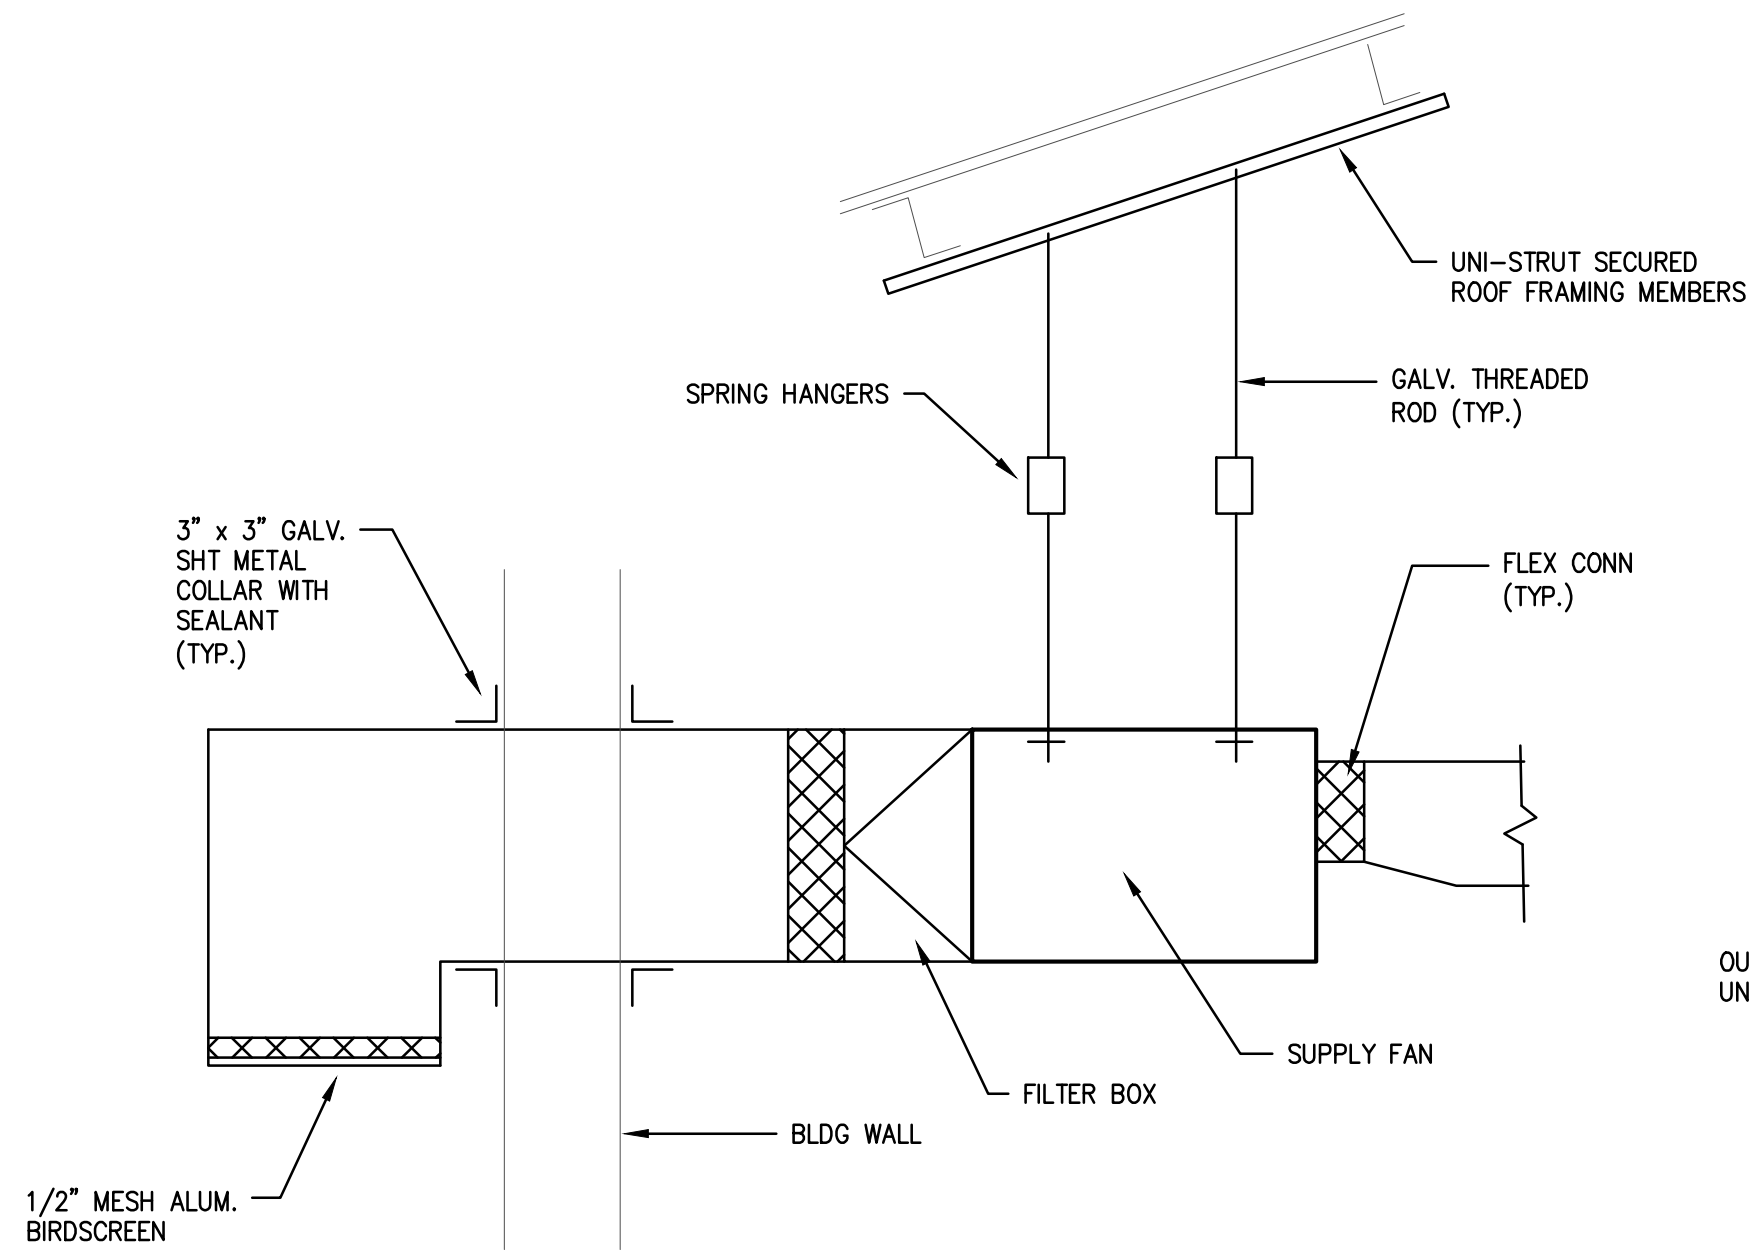 UNI-STRUT SECURED
ROOF FRAMING MEMBERS
SPRING HANGERS
GALV. THREADED
ROD (TYP.)
3" x 3" GALV.
SHT METAL
COLLAR WITH
SEALANT
(TYP.)
FLEX CONN
(TYP.)
OU
UN
SUPPLY FAN
FILTER BOX
BLDG WALL
1/2" MESH ALUM.
BIRDSCREEN